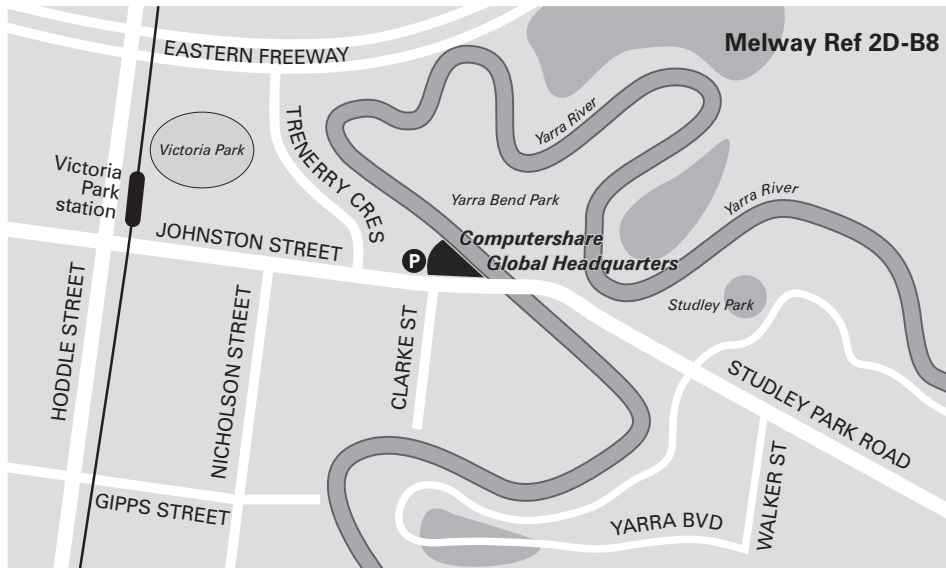 Melway Ref 2D-B8
EASTERN FREEWAY
Yarra River
TRENERRY CRES
Victoria Park
Victoria
Park
station
Yarra Bend Park
Yarra River
JOHNSTON STREET
Computershare
Global Headquarters
P
Studley Park
HODDLE STREET
NICHOLSON STREET
CLARKE ST
STUDLEY PARK ROAD
WALKER ST
GIPPS STREET
YARRA BVD